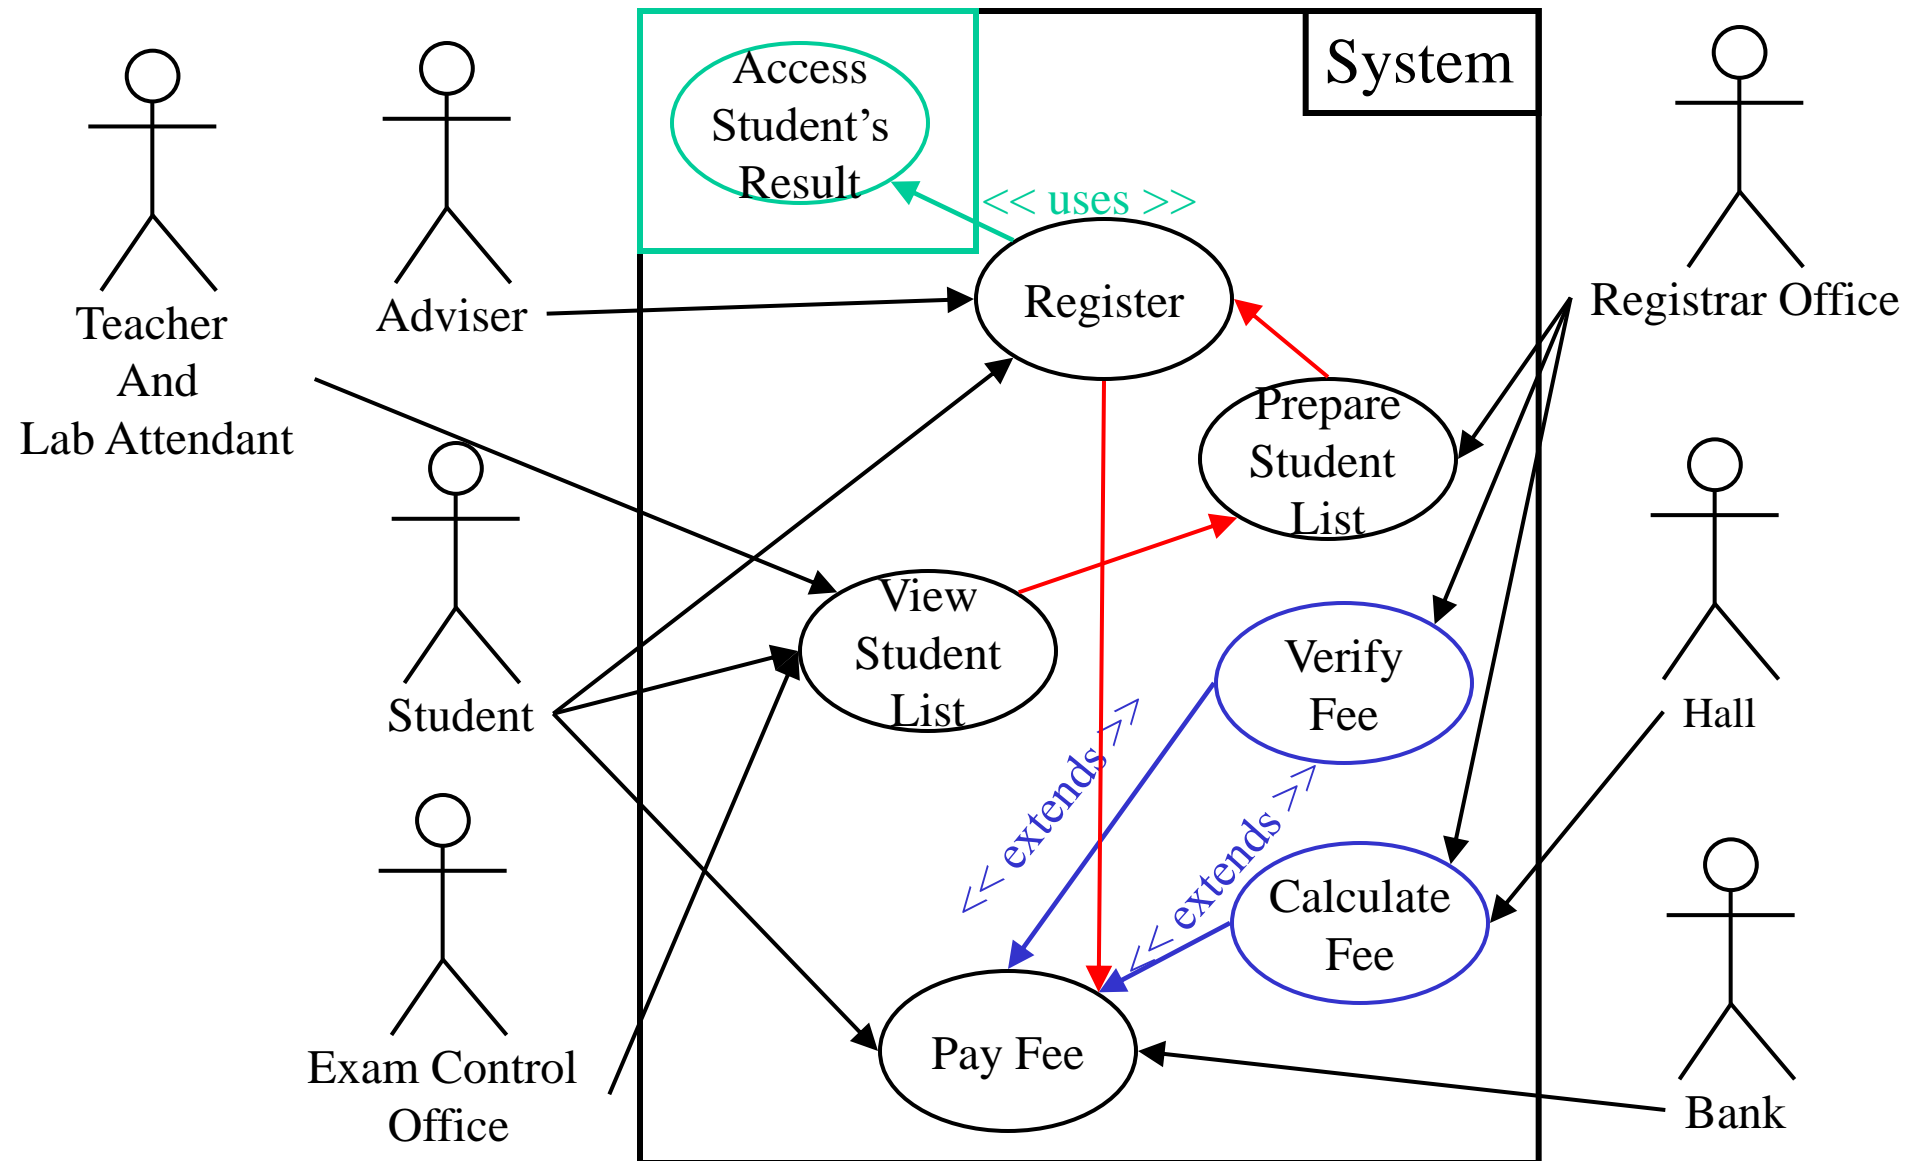 System
Access
Student’s
Result
<< uses >>
Register
Adviser
Registrar Office
Teacher
And
Lab Attendant
Prepare
Student
List
View
Student
List
Verify
Fee
Student
Hall
<< extends >>
<< extends >>
Calculate
Fee
Pay Fee
Exam Control
Office
Bank